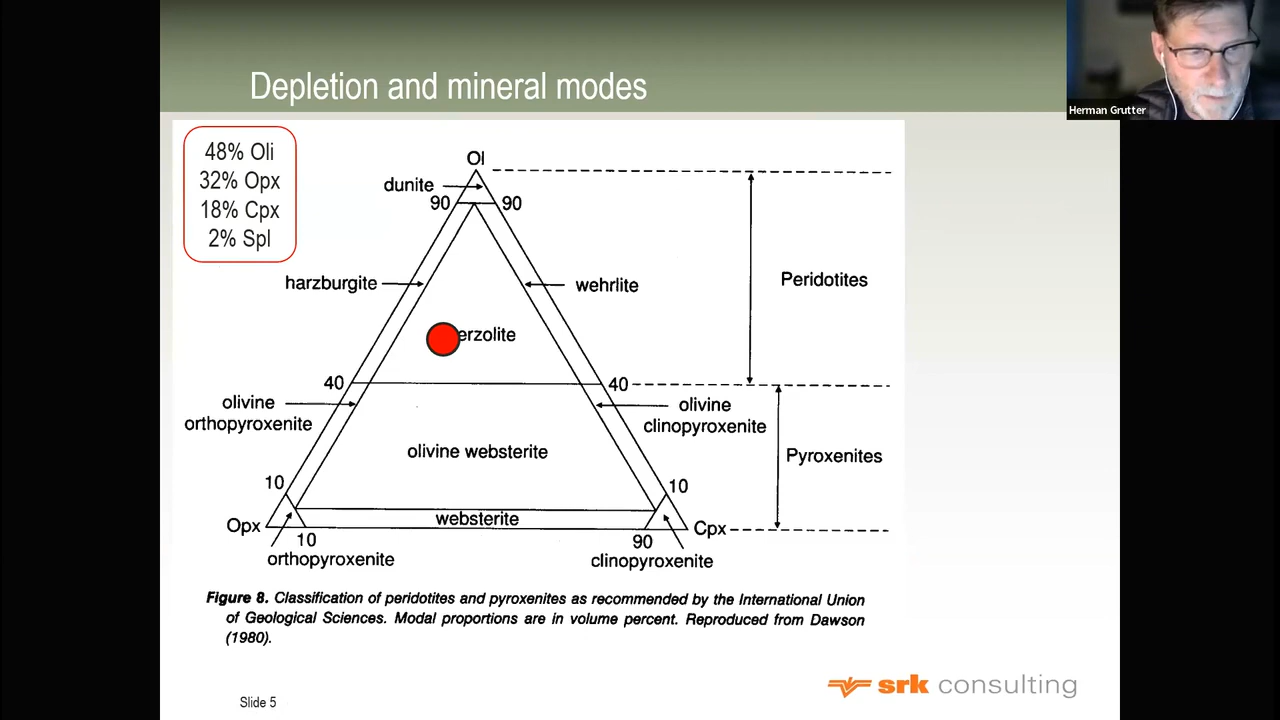 Depletion and mineral modes
Herman Grutter
48% Oli
32% Opx
18% Cpx
2% Spl
Ol
dunite
90
90
harzburgite
wehrlite
Peridotites
erzolite
40
40
olivine
orthopyroxenite
olivine
clinopyroxenite
olivine websterite
Pyroxenites
10
10
Opx
websterite
Cpx
10
90
orthopyroxenite
clinopyroxenite
Figure 8. Classification of peridotites and pyroxenites as recommended by the International Union
of Geological Sciences. Modal proportions are in volume percent. Reproduced from Dawson
(1980).
srk consulting
Slide 5